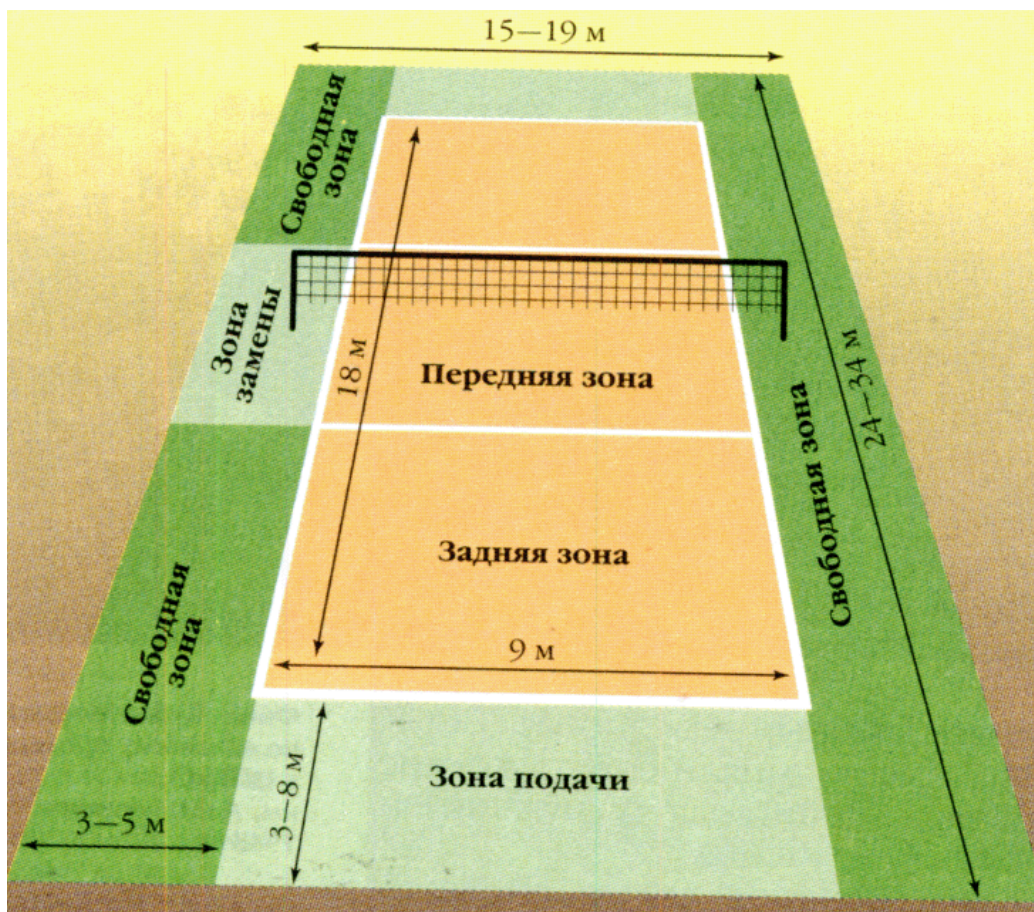 15—19 м
Свободная
зона
Зона
замены
18 м
Передняя зона
24—34 м
Свободная зона
Задняя зона
Свободная
зона
9 м
Зона подачи
3—8 м
3—5 м